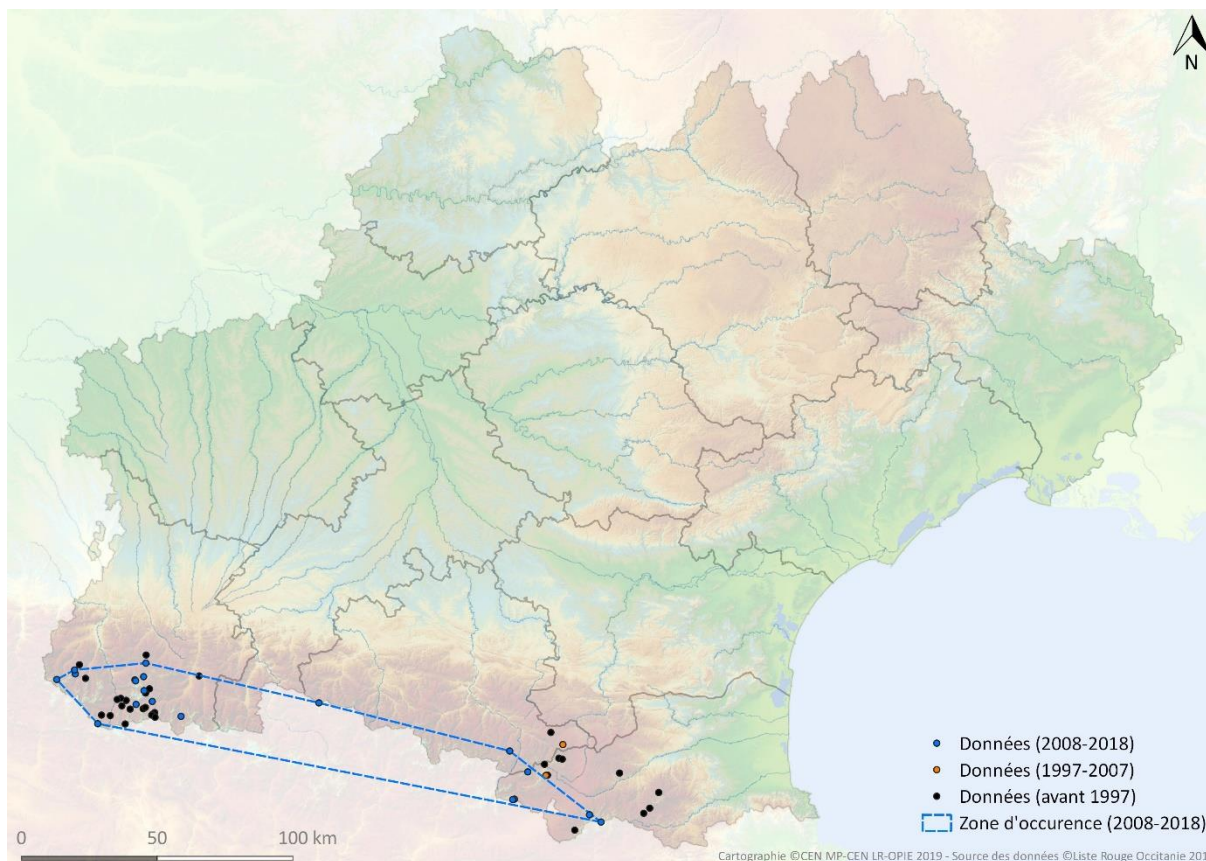 N
Données (2008-2018)
Données (1997-2007)
Données (avant 1997)
Zone d'occurence (2008-2018)
0 50 100 km
Cartographie ©CEN MP-CEN LR-OPIE 2019 - Source des données ©Liste Rouge Occitanie 201